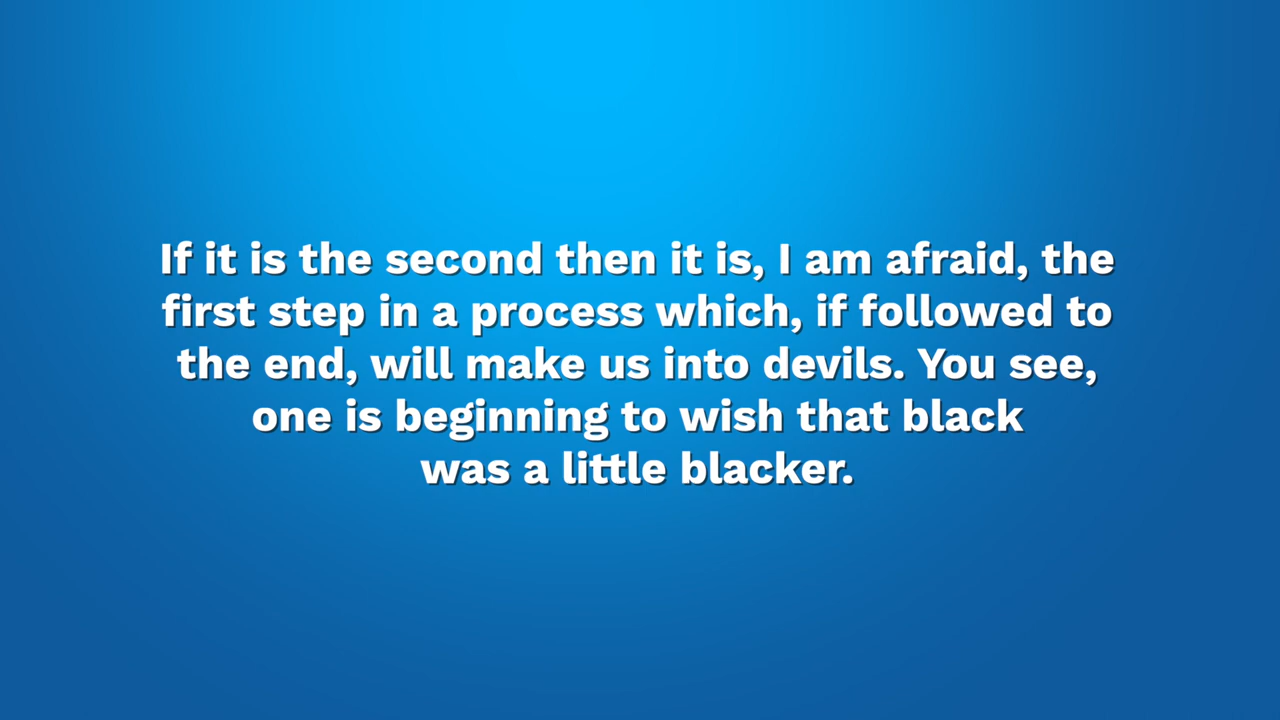 If it is the second then it is, I am afraid, the
first step in a process which, if followed to
the end, will make us into devils. You see,
one is beginning to wish that black
was a little blacker.